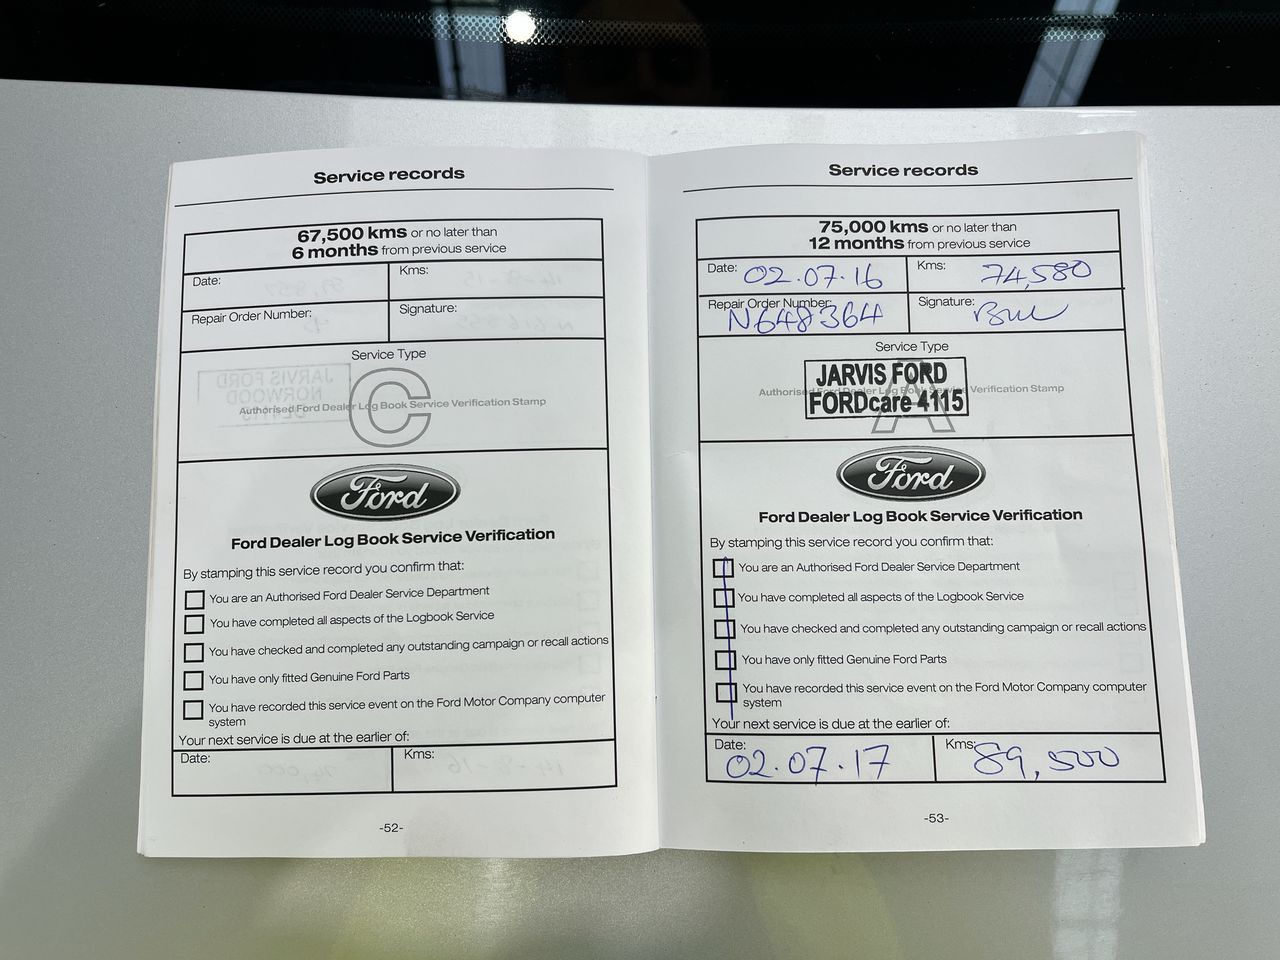 Service records
67,500 kms or no later than
6 months from previous service
Date:
Kms:
Repair Order Number:
Signature:
Service Type
C
Authorised Ford Dealer Log Book Service Verification Stamp
Ford
Ford Dealer Log Book Service Verification
By stamping this service record you confirm that:
You are an Authorised Ford Dealer Service Department
You have completed all aspects of the Logbook Service
You have checked and completed any outstanding campaign or recall actions
You have only fitted Genuine Ford Parts
You have recorded this service event on the Ford Motor Company computer
system
Your next service is due at the earlier of:
Date:
Kms:
-52-
Service records
75,000 kms or no later than
12 months from previous service
Date: 02.07.16
Kms: 74,580
Repair Order Number: N648364
Signature:
Service Type
A
Authorised Ford Dealer Log Book Service Verification Stamp
JARVIS FORD
FORDcare 4115
Ford
Ford Dealer Log Book Service Verification
By stamping this service record you confirm that:
You are an Authorised Ford Dealer Service Department
You have completed all aspects of the Logbook Service
You have checked and completed any outstanding campaign or recall actions
You have only fitted Genuine Ford Parts
You have recorded this service event on the Ford Motor Company computer
system
Your next service is due at the earlier of:
Date: 02.07.17
Kms: 89,500
-53-